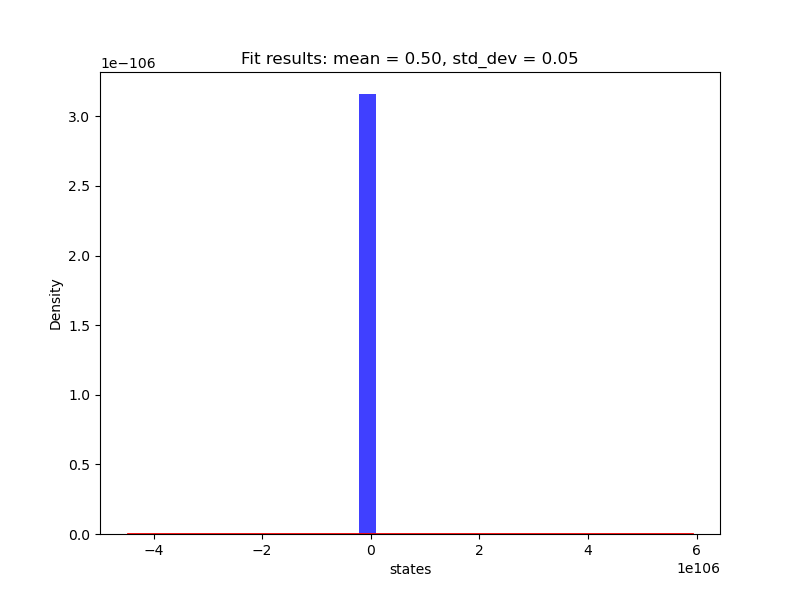 Fit results: mean = 0.50, std_dev = 0.05
1e−106
3.0
2.5
2.0
1.5
1.0
0.5
0.0
Density
−4 −2 0 2 4 6
1e106
states